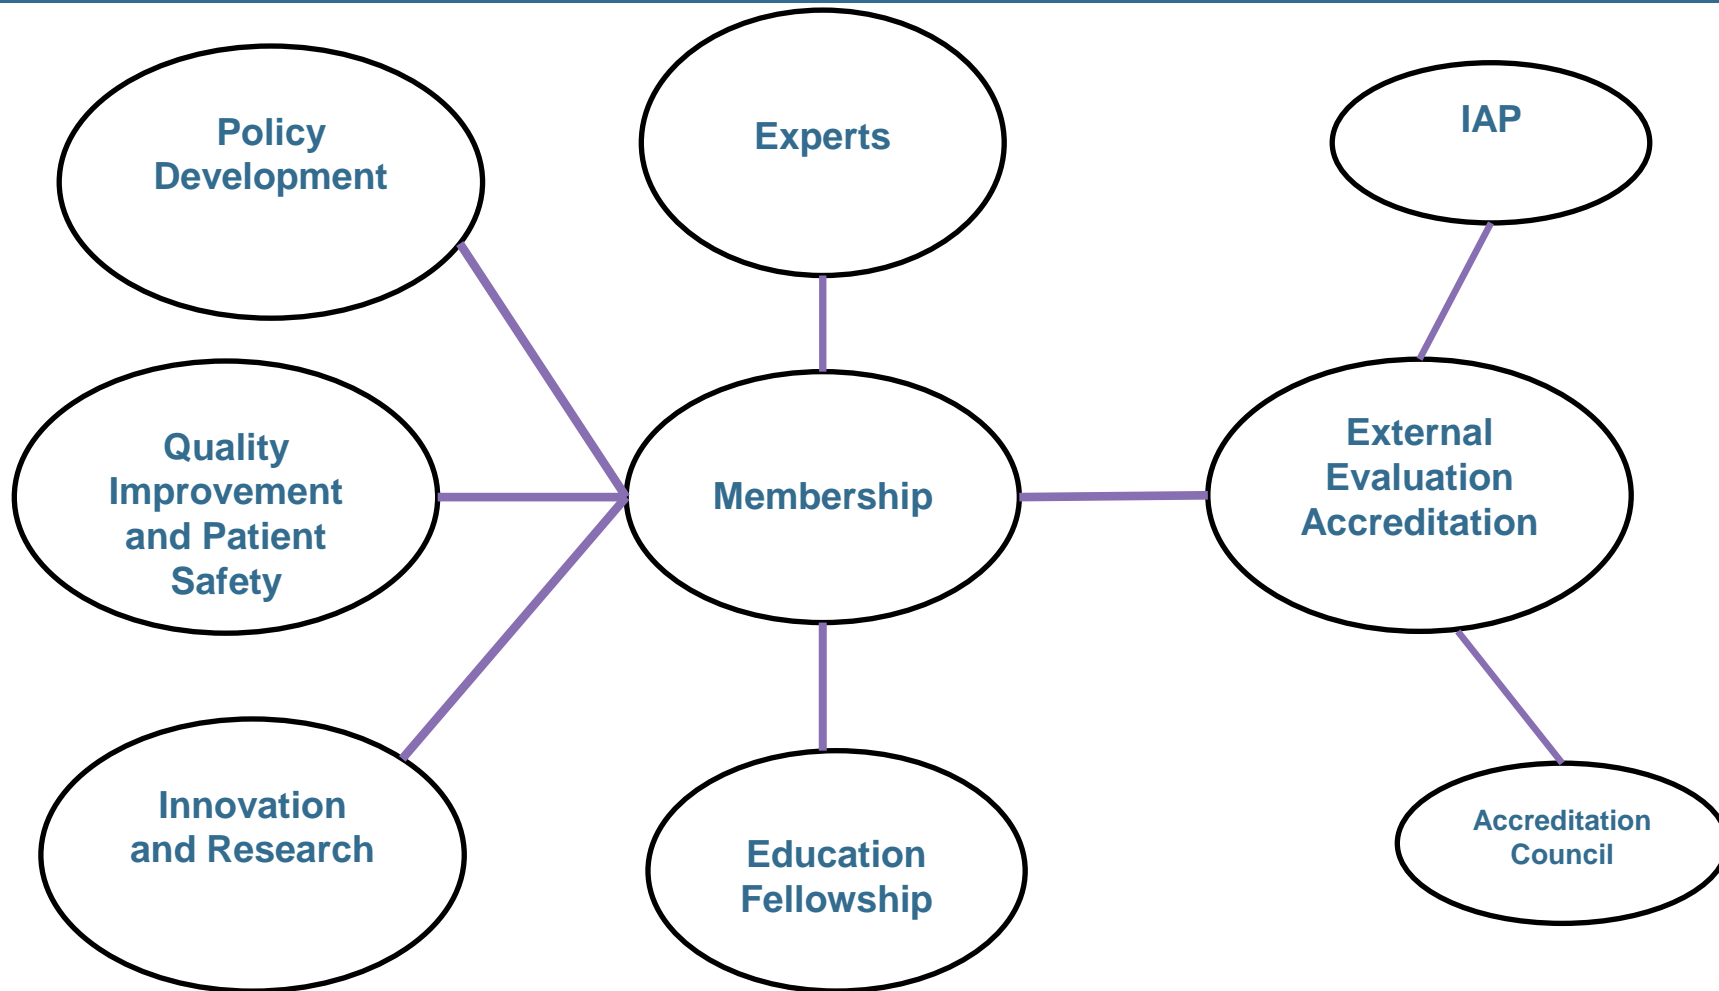 Policy
Development
Experts
IAP
Quality
Improvement
and Patient
Safety
Membership
External
Evaluation
Accreditation
Innovation
and Research
Education
Fellowship
Accreditation
Council